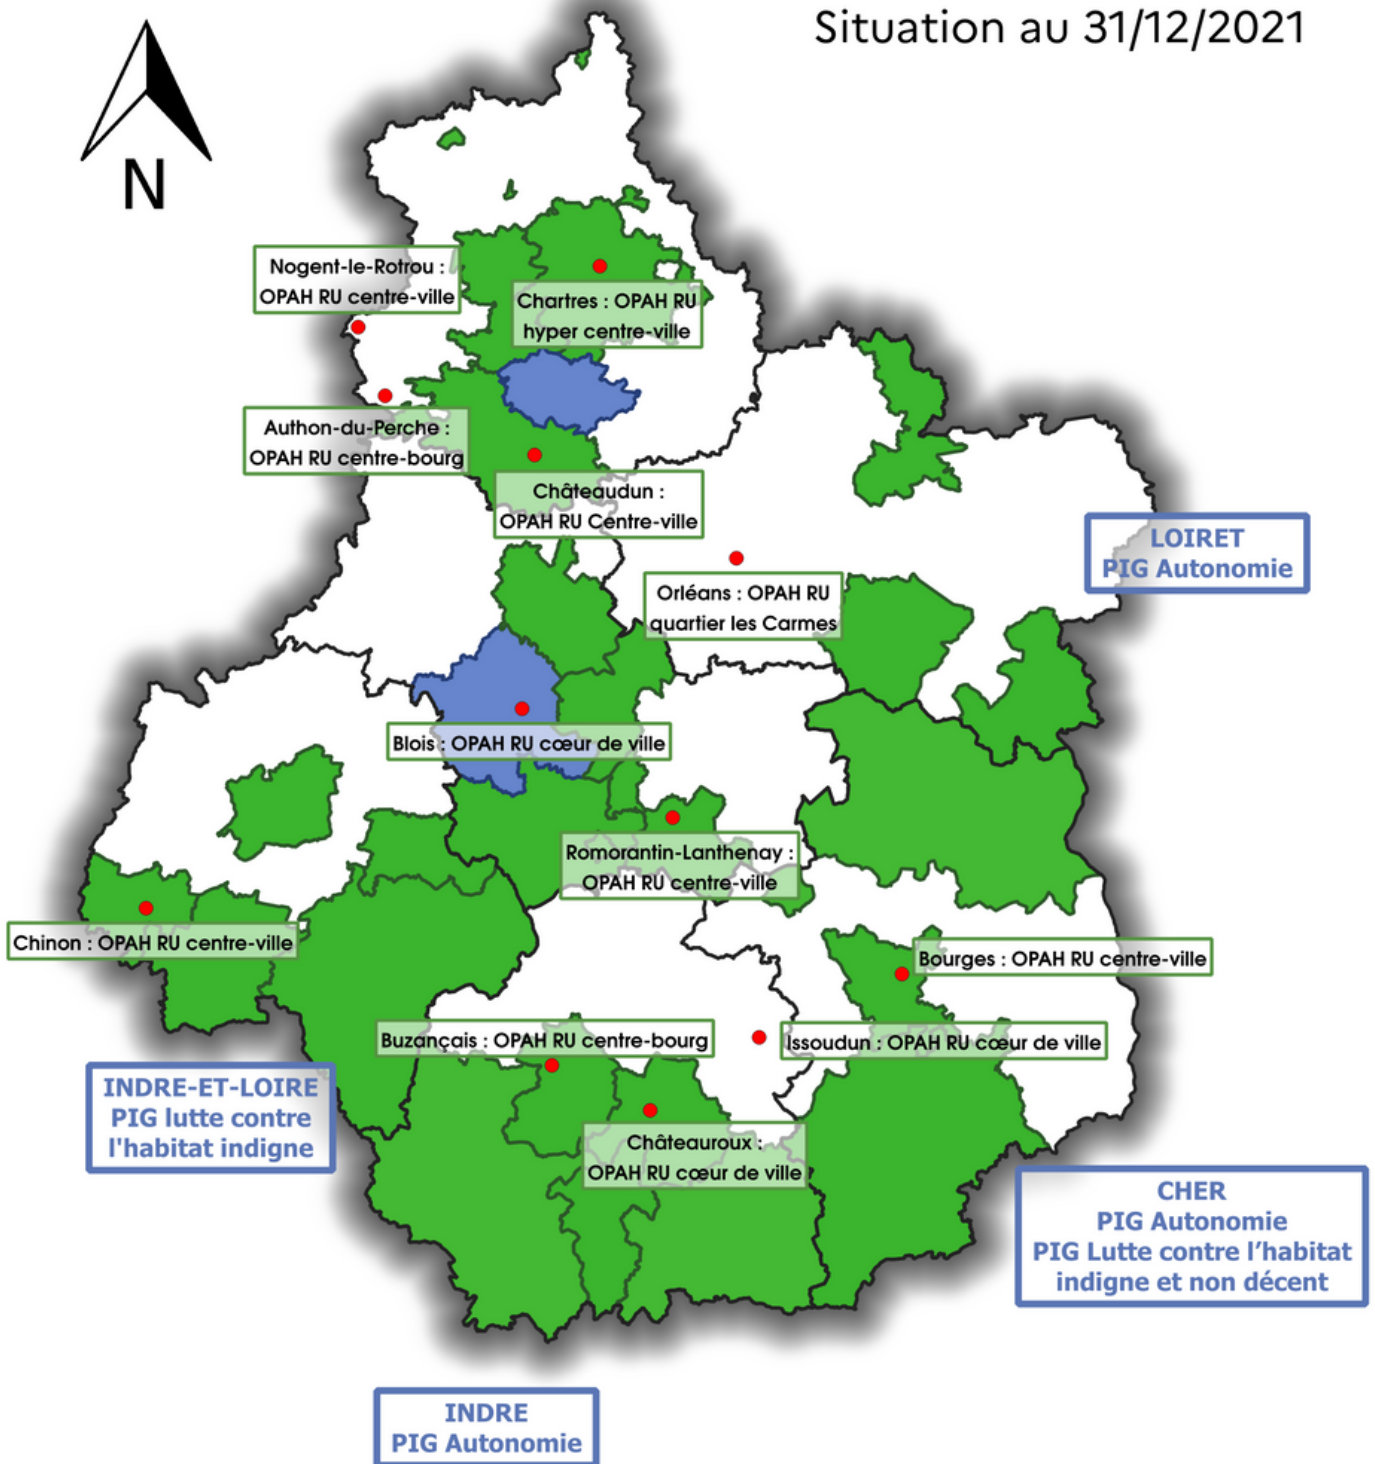 Situation au 31/12/2021
N
Nogent-le-Rotrou :
OPAH RU centre-ville
Chartres : OPAH RU
hyper centre-ville
Authon-du-Perche :
OPAH RU centre-bourg
Châteaudun :
OPAH RU Centre-ville
LOIRET
PIG Autonomie
Orléans : OPAH RU
quartier les Carmes
Blois : OPAH RU cœur de ville
Romorantin-Lanthenay :
OPAH RU centre-ville
Chinon : OPAH RU centre-ville
Bourges : OPAH RU centre-ville
Buzançais : OPAH RU centre-bourg
Issoudun : OPAH RU cœur de ville
INDRE-ET-LOIRE
PIG lutte contre
l'habitat indigne
Châteauroux :
OPAH RU cœur de ville
CHER
PIG Autonomie
PIG Lutte contre l’habitat
indigne et non décent
INDRE
PIG Autonomie